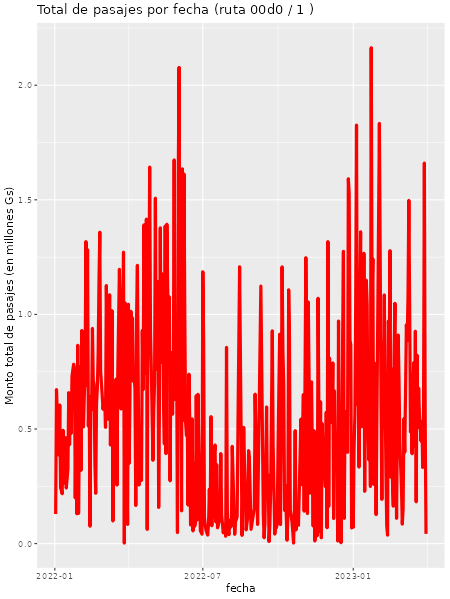 Total de pasajes por fecha (ruta 00d0 / 1 )
Monto total de pasajes (en millones Gs)
2.0
1.5
1.0
0.5
0.0
2022-01 2022-07 2023-01
fecha